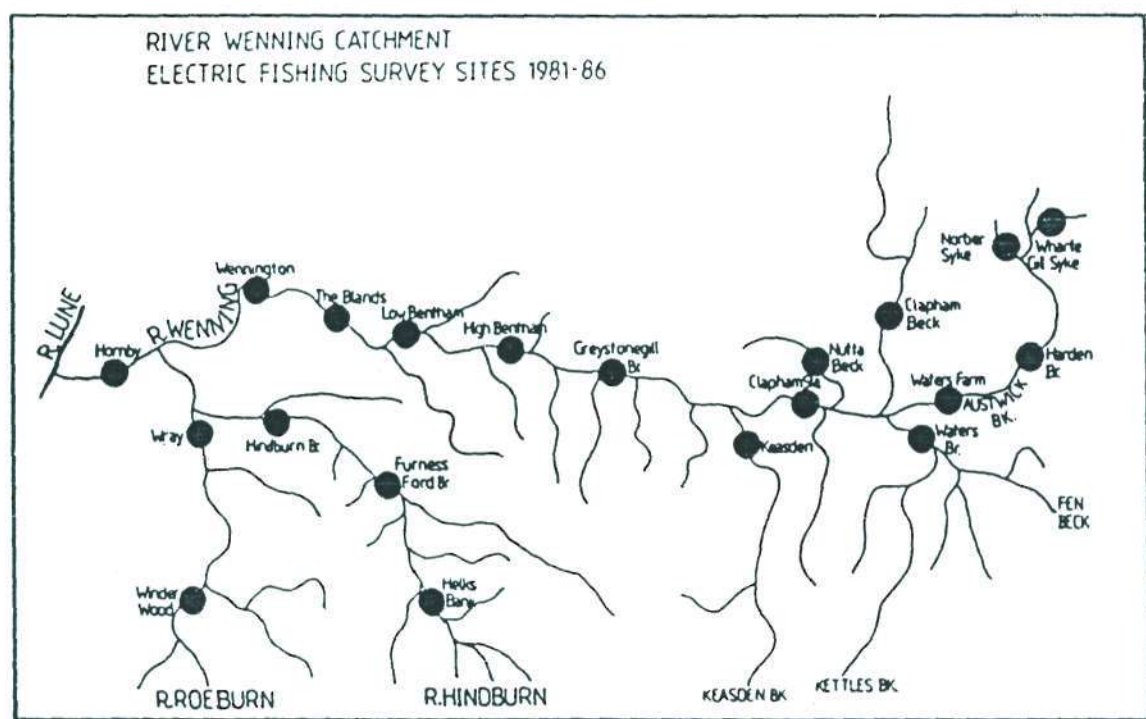 RIVER WENNING CATCHMENT
ELECTRIC FISHING SURVEY SITES 1981-86
Norber
Syke
Wharfe
Gill Syke
Wennington
The Blands
Low Bentham
High Bentham
Clapham
Beck
R.LUNE
R.WENNING
Hornby
Greystonegill
Br.
Nutta
Beck
Harden
Br.
Clapham Sta
Waters Farm
AUSTWICK
BK.
Wray
Hindburn Br.
Keasden
Waters
Br.
Furness
Ford Br
FEN
BECK
Winder
Wood
Helks
Bank
R.ROEBURN
R.HINDBURN
KEASDEN BK
KETTLES BK.